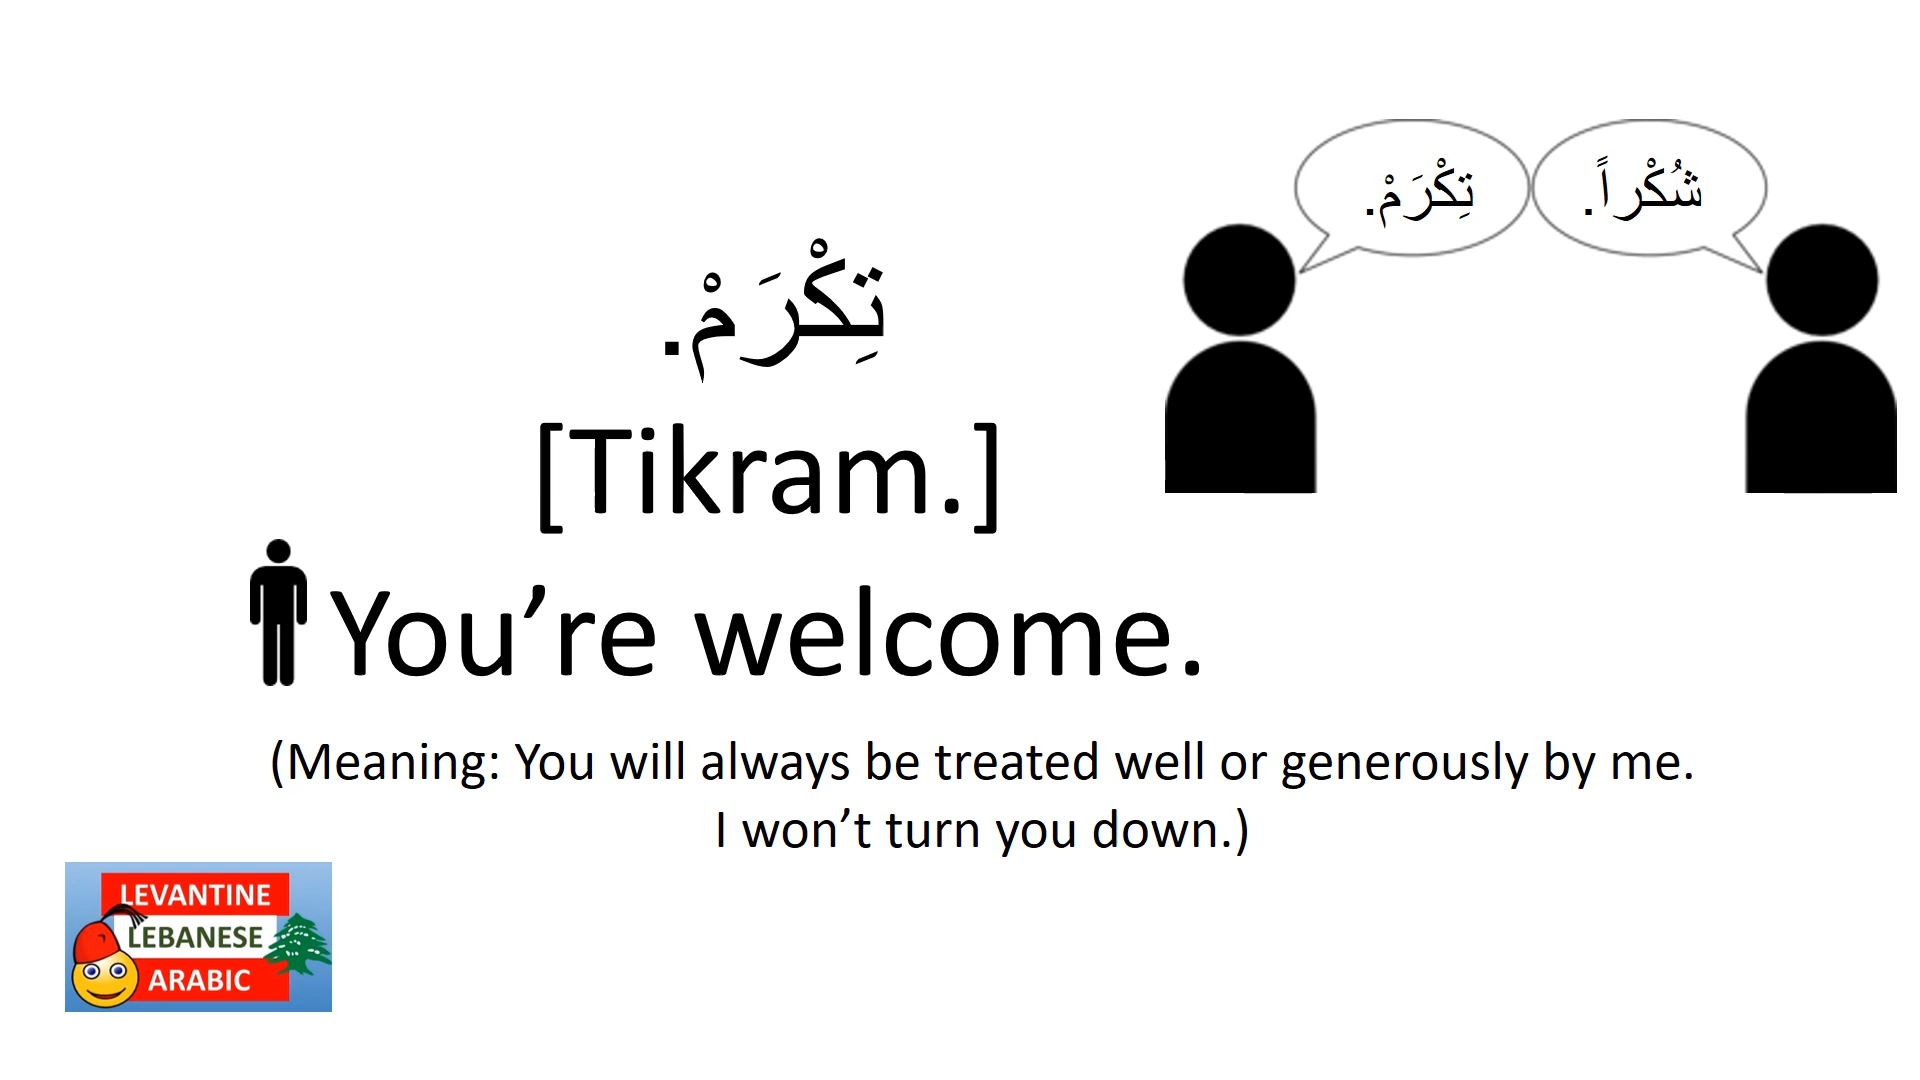 شُكْراً.
تِكْرَمْ.
تِكْرَمْ.
[Tikram.]
You’re welcome.
(Meaning: You will always be treated well or generously by me.
I won’t turn you down.)
LEVANTINE
LEBANESE
ARABIC